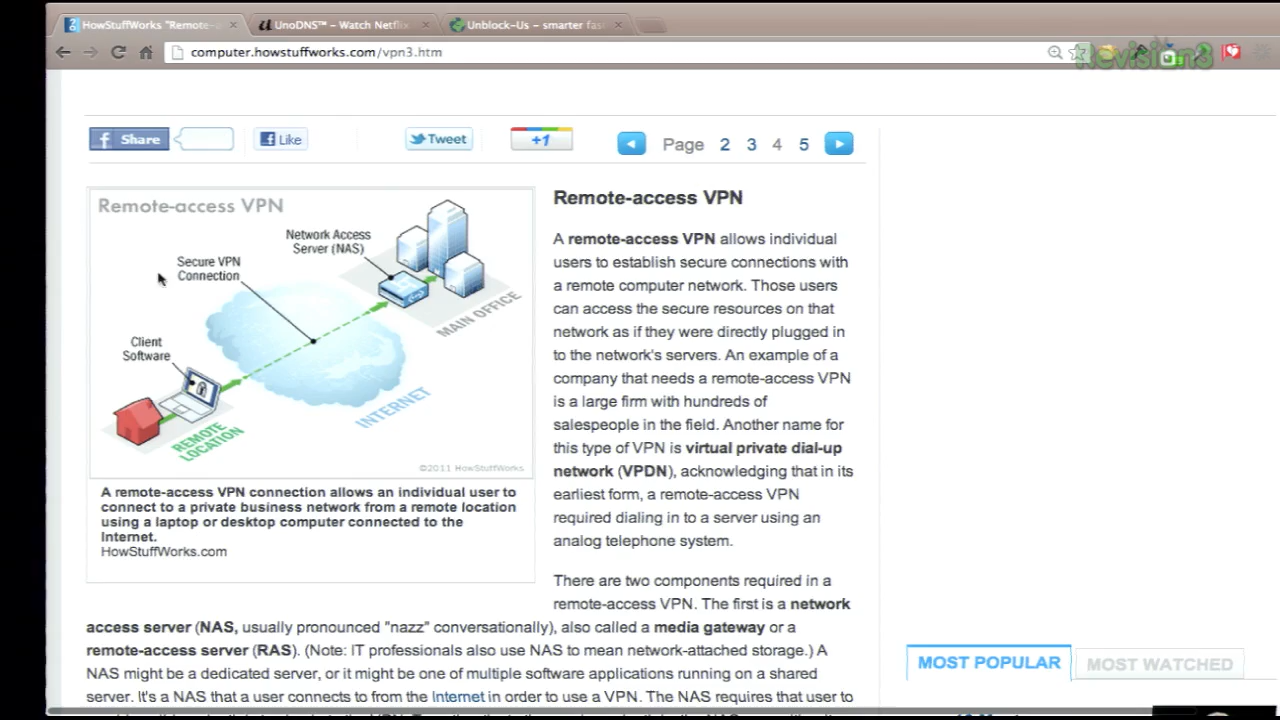 HowStuffWorks "Remote-a
UnoDNS™ – Watch Netflix
Unblock-Us – smarter fast
computer.howstuffworks.com/vpn3.htm
Revision3
Share
Like
Tweet
+1
Page 2 3 4 5
Remote-access VPN
Network Access
Server (NAS)
Secure VPN
Connection
Client
Software
MAIN OFFICE
INTERNET
REMOTE
LOCATION
©2011 HowStuffWorks
A remote-access VPN connection allows an individual user to
connect to a private business network from a remote location
using a laptop or desktop computer connected to the
Internet.
HowStuffWorks.com
Remote-access VPN
A remote-access VPN allows individual
users to establish secure connections with
a remote computer network. Those users
can access the secure resources on that
network as if they were directly plugged in
to the network's servers. An example of a
company that needs a remote-access VPN
is a large firm with hundreds of
salespeople in the field. Another name for
this type of VPN is virtual private dial-up
network (VPDN), acknowledging that in its
earliest form, a remote-access VPN
required dialing in to a server using an
analog telephone system.
There are two components required in a
remote-access VPN. The first is a network
access server (NAS, usually pronounced "nazz" conversationally), also called a media gateway or a
remote-access server (RAS). (Note: IT professionals also use NAS to mean network-attached storage.) A
NAS might be a dedicated server, or it might be one of multiple software applications running on a shared
server. It's a NAS that a user connects to from the Internet in order to use a VPN. The NAS requires that user to
MOST POPULAR
MOST WATCHED